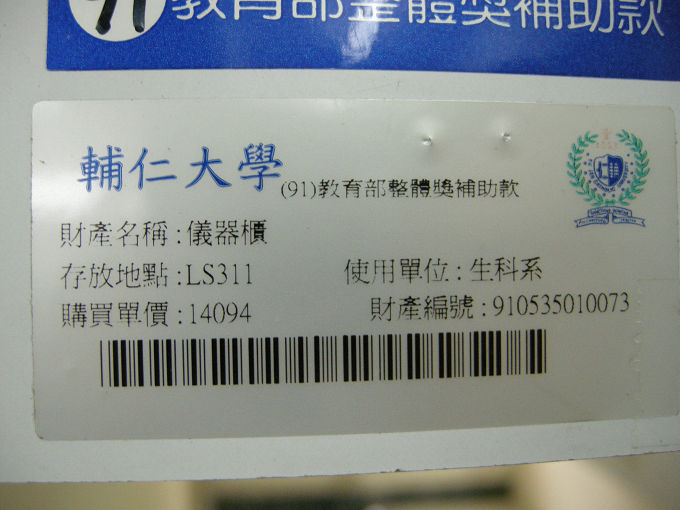 91 教育部整體獎補助款
輔仁大學 (91)教育部整體獎補助款
財產名稱:儀器櫃
存放地點:LS311 使用單位:生科系
購買單價:14094 財產編號:910535010073